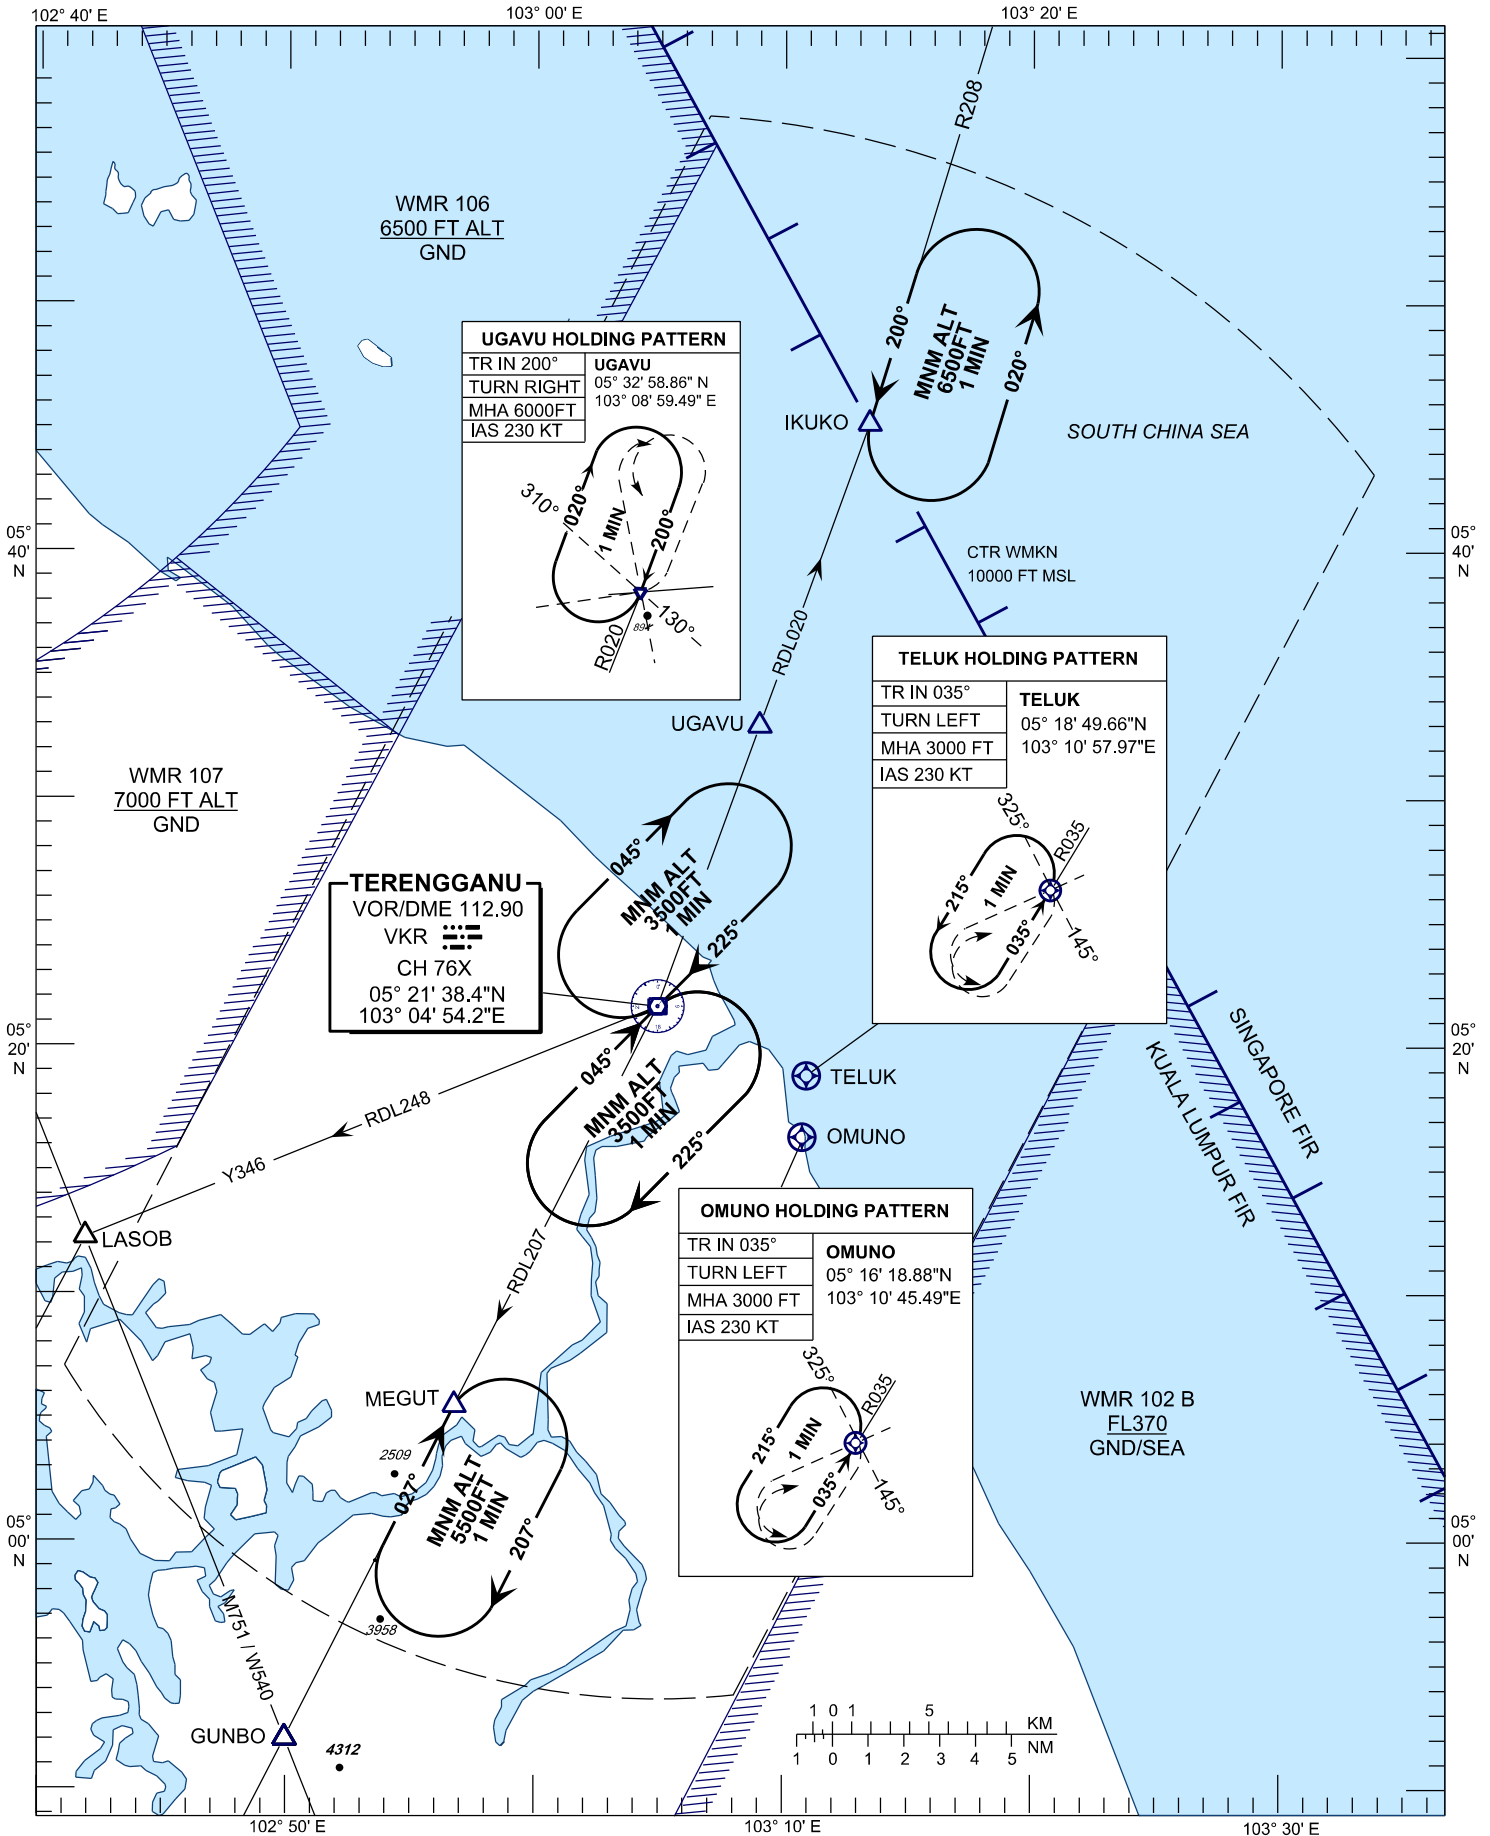 102° 40' E
103° 00' E
103° 20' E
R208
WMR 106
6500 FT ALT
GND
200°
MNM ALT
6500FT
1 MIN
020°
UGAVU HOLDING PATTERN
TR IN 200°
TURN RIGHT
MHA 6000FT
IAS 230 KT
UGAVU
05° 32' 58.86" N
103° 08' 59.49" E
310°
020°
1 MIN
200°
130°
R020
IKUKO
SOUTH CHINA SEA
05°
40'
N
05°
40'
N
CTR WMKN
10000 FT MSL
RDL020
UGAVU
TELUK HOLDING PATTERN
TR IN 035°
TURN LEFT
MHA 3000 FT
IAS 230 KT
TELUK
05° 18' 49.66"N
103° 10' 57.97"E
325°
R035
215°
1 MIN
035°
145°
WMR 107
7000 FT ALT
GND
045°
MNM ALT
3500FT
1 MIN
225°
TERENGGANU
VOR/DME 112.90
VKR
CH 76X
05° 21' 38.4"N
103° 04' 54.2"E
05°
20'
N
05°
20'
N
045°
MNM ALT
3500FT
1 MIN
225°
TELUK
OMUNO
SINGAPORE FIR
KUALA LUMPUR FIR
RDL248
Y346
LASOB
RDL207
OMUNO HOLDING PATTERN
TR IN 035°
TURN LEFT
MHA 3000 FT
IAS 230 KT
OMUNO
05° 16' 18.88"N
103° 10' 45.49"E
325°
R035
215°
1 MIN
035°
145°
MEGUT
2509
027°
MNM ALT
5500FT
1 MIN
207°
3958
WMR 102 B
FL370
GND/SEA
05°
00'
N
05°
00'
N
M751 / W540
GUNBO
4312
1 0 1 5 KM
1 0 1 2 3 4 5 NM
102° 50' E
103° 10' E
103° 30' E